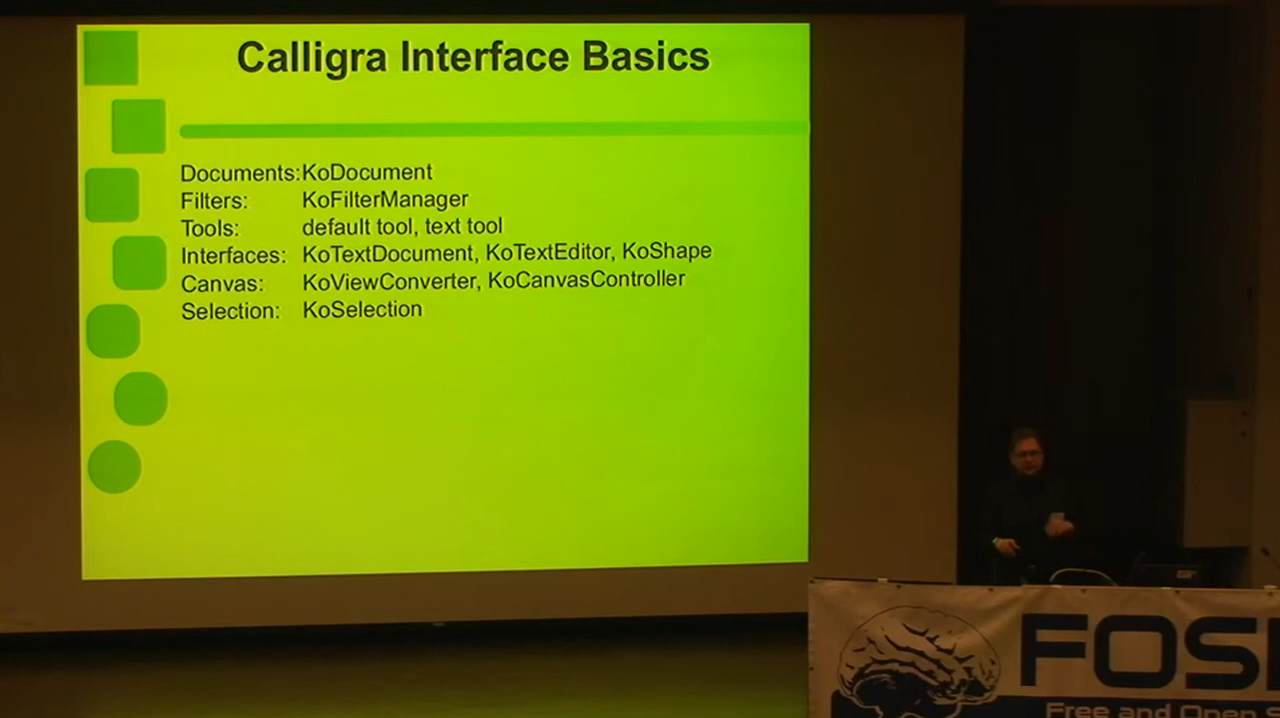 Calligra Interface Basics
Documents:KoDocument
Filters: KoFilterManager
Tools: default tool, text tool
Interfaces: KoTextDocument, KoTextEditor, KoShape
Canvas: KoViewConverter, KoCanvasController
Selection: KoSelection
FOS
Free and Open S